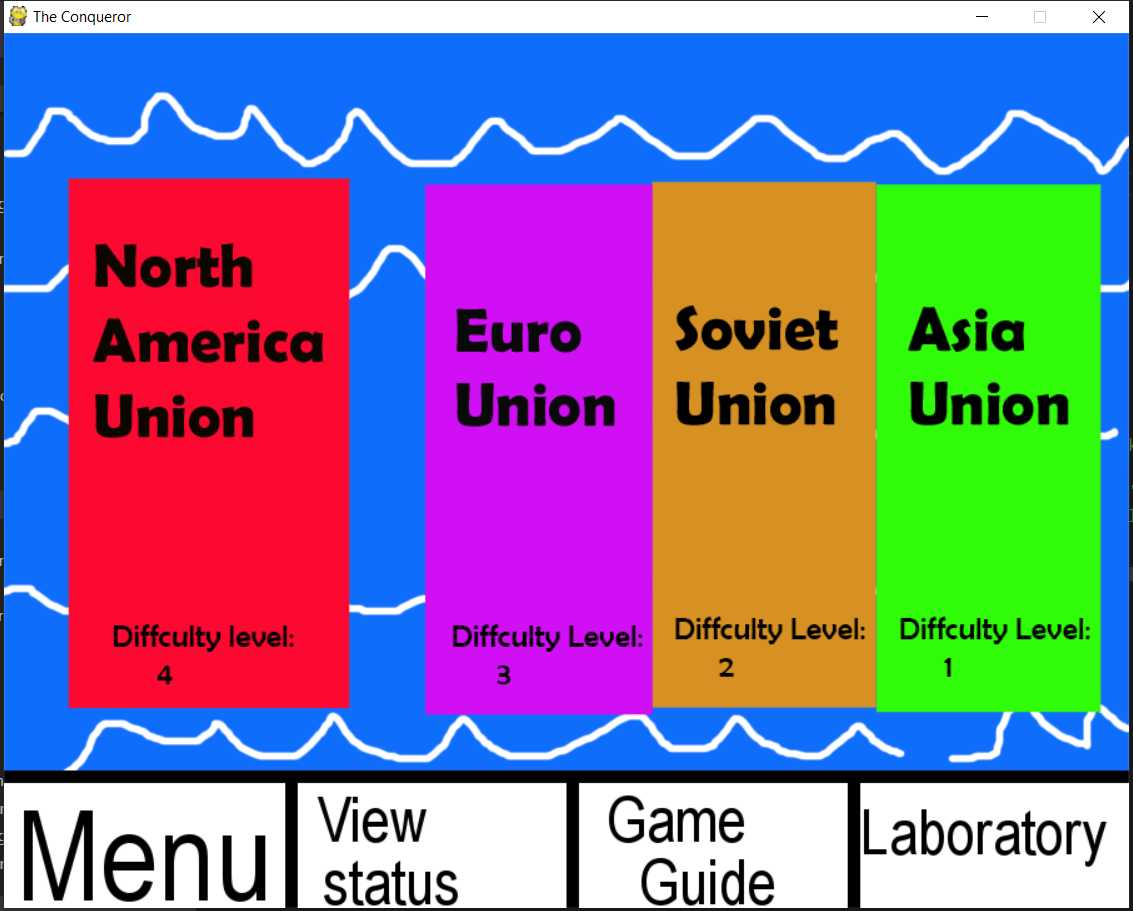 The Conqueror
North
America
Union
Diffculty level:
4
Euro
Union
Diffculty Level:
3
Soviet
Union
Diffculty Level:
2
Asia
Union
Diffculty Level:
1
Menu
View
status
Game
Guide
Laboratory